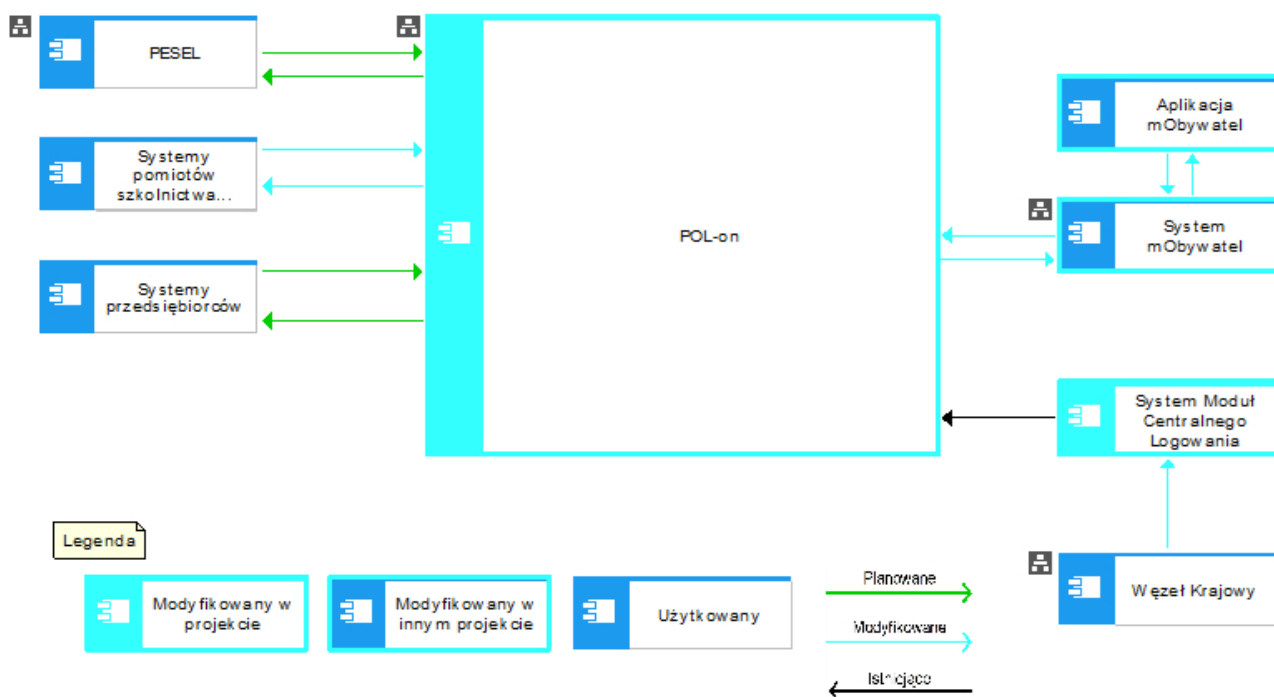 PESEL
Systemy
pomiotów
szkolnictwa...
Systemy
przedsiębiorców
POL-on
Aplikacja
mObywatel
System
mObywatel
System Moduł
Centralnego
Logowania
Węzeł Krajowy
Legenda
Modyfikowany w
projekcie
Modyfikowany w
innym projekcie
Użytkowany
Planowane
Modyfikowane
Istniejące